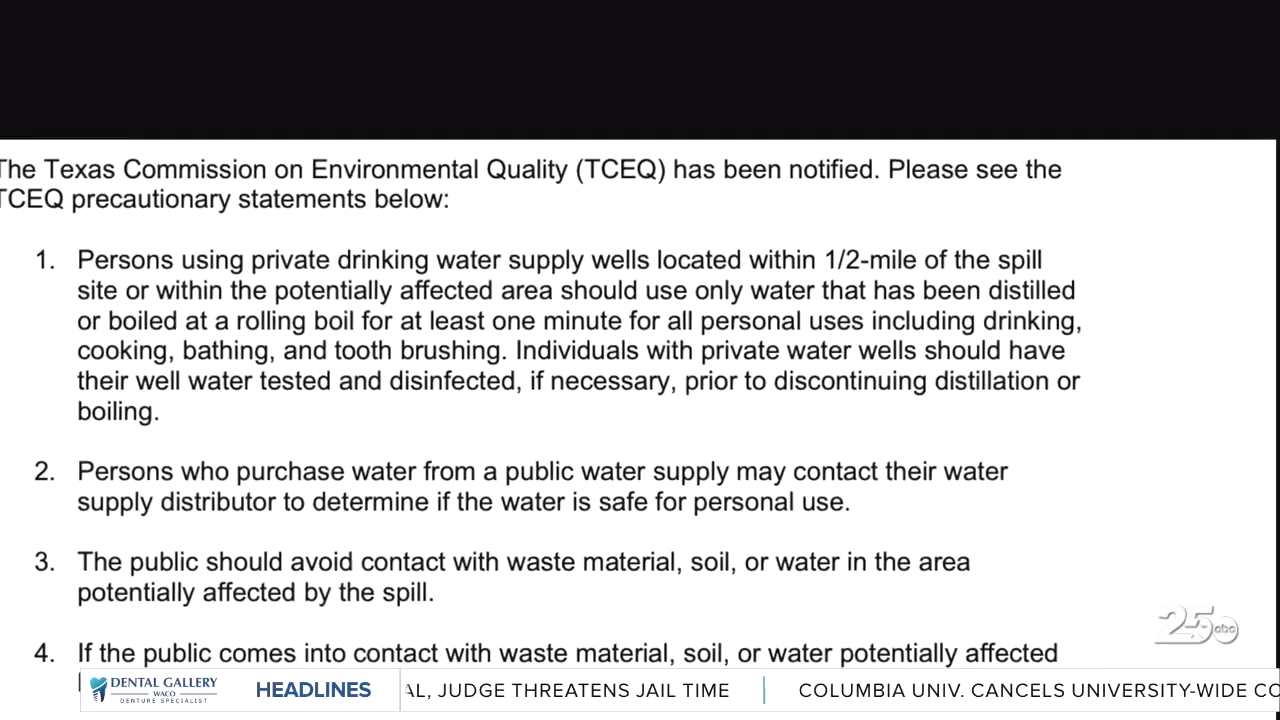 The Texas Commission on Environmental Quality (TCEQ) has been notified. Please see the
TCEQ precautionary statements below:
1. Persons using private drinking water supply wells located within 1/2-mile of the spill
site or within the potentially affected area should use only water that has been distilled
or boiled at a rolling boil for at least one minute for all personal uses including drinking,
cooking, bathing, and tooth brushing. Individuals with private water wells should have
their well water tested and disinfected, if necessary, prior to discontinuing distillation or
boiling.
2. Persons who purchase water from a public water supply may contact their water
supply distributor to determine if the water is safe for personal use.
3. The public should avoid contact with waste material, soil, or water in the area
potentially affected by the spill.
25 abc
4. If the public comes into contact with waste material, soil, or water potentially affected
DENTAL GALLERY
WACO
DENTURE SPECIALIST
HEADLINES
AL, JUDGE THREATENS JAIL TIME
COLUMBIA UNIV. CANCELS UNIVERSITY-WIDE CO